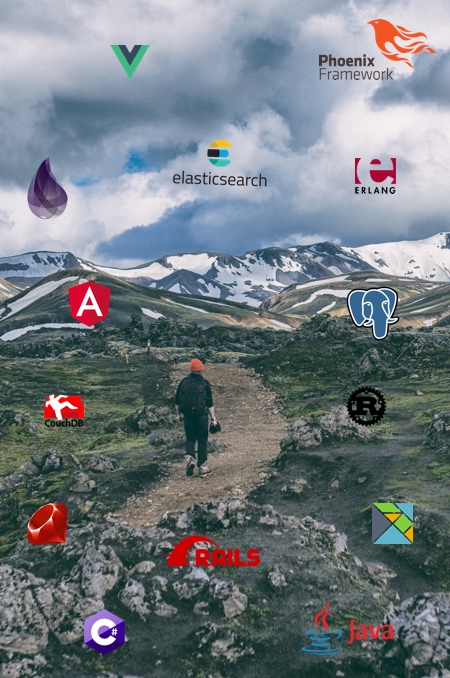 Phoenix
Framework
elasticsearch
ERLANG
A
CouchDB
R
RAILS
C#
Java